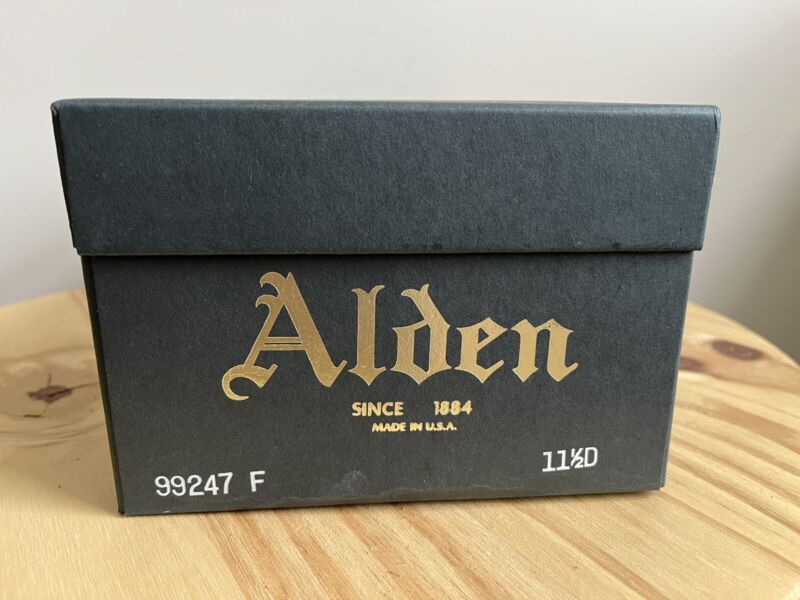 Alden
SINCE 1884
MADE IN U.S.A.
99247 F
11½D